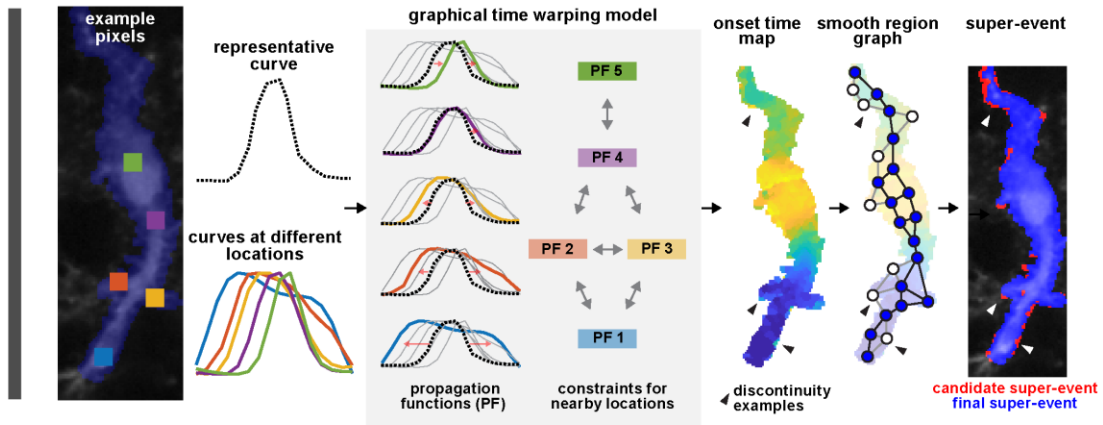 example
pixels
representative
curve
curves at different
locations
graphical time warping model
PF 5
PF 4
PF 2
PF 3
PF 1
propagation
functions (PF)
constraints for
nearby locations
onset time
map
discontinuity
examples
smooth region
graph
super-event
candidate super-event
final super-event